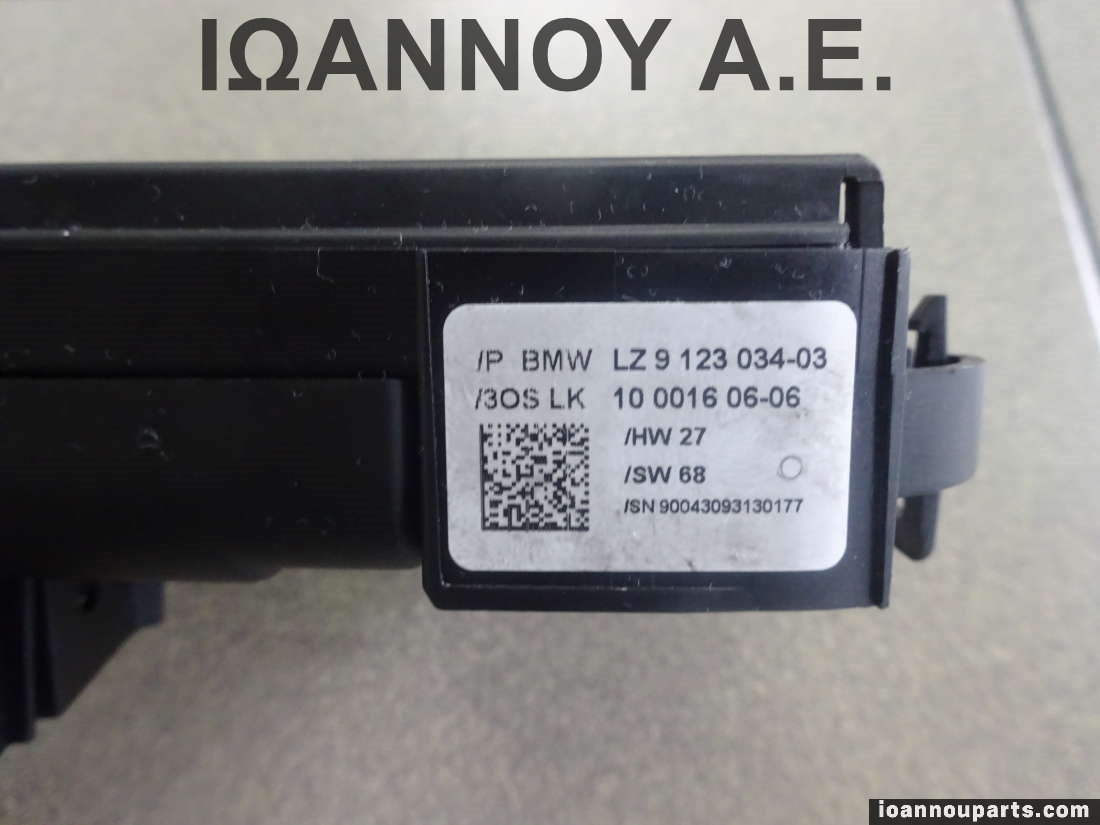 ΙΩΑΝΝΟΥ Α.Ε.
/P BMW LZ 9 123 034-03
/3OS LK 10 0016 06-06
/HW 27
/SW 68
/SN 90043093130177
ioannouparts.com